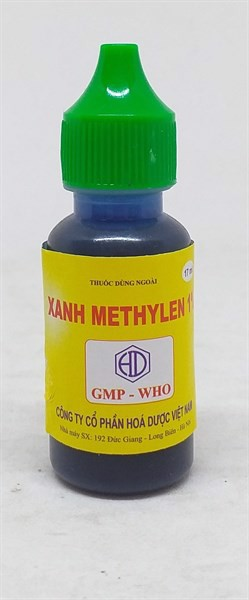 THUỐC DÙNG NGOÀI
XANH METHYLEN 1
HD
GMP - WHO
CÔNG TY CỔ PHẦN HOÁ DƯỢC VIỆT NAM
Nhà máy SX: 192 Đức Giang - Long Biên - Hà Nội